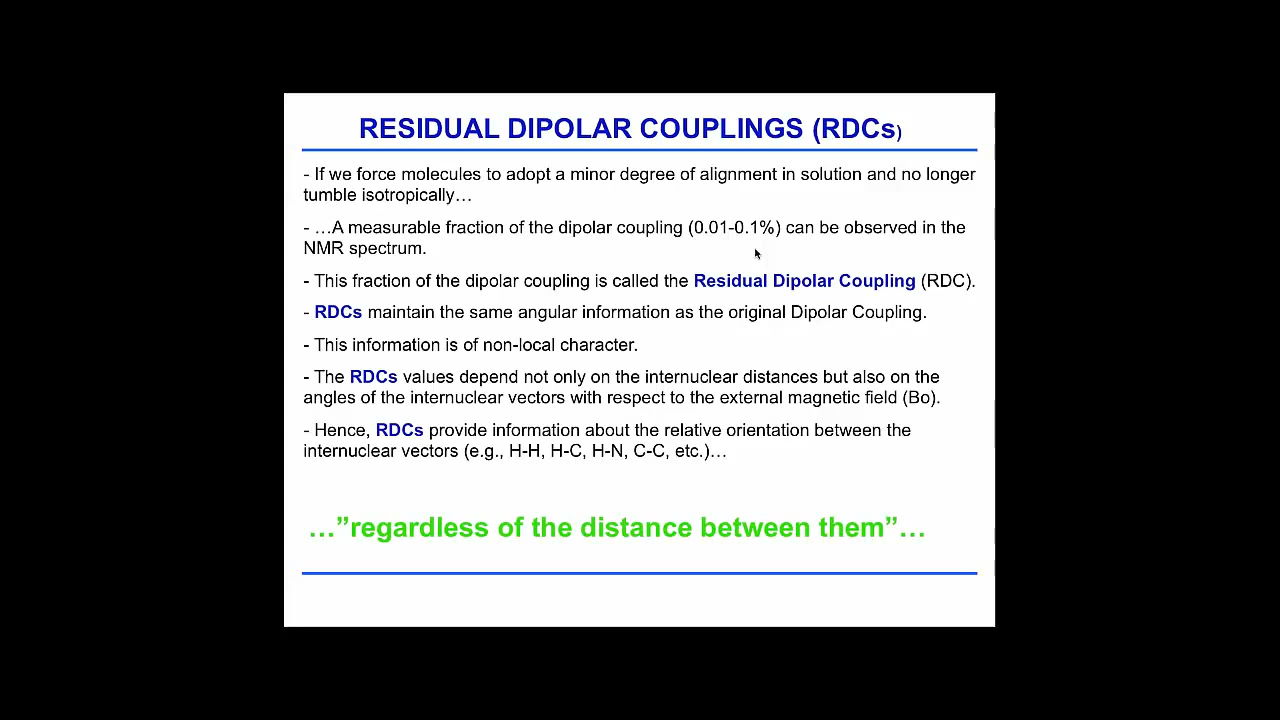 RESIDUAL DIPOLAR COUPLINGS (RDCs)
- If we force molecules to adopt a minor degree of alignment in solution and no longer
tumble isotropically…
- …A measurable fraction of the dipolar coupling (0.01-0.1%) can be observed in the
NMR spectrum.
- This fraction of the dipolar coupling is called the Residual Dipolar Coupling (RDC).
- RDCs maintain the same angular information as the original Dipolar Coupling.
- This information is of non-local character.
- The RDCs values depend not only on the internuclear distances but also on the
angles of the internuclear vectors with respect to the external magnetic field (Bo).
- Hence, RDCs provide information about the relative orientation between the
internuclear vectors (e.g., H-H, H-C, H-N, C-C, etc.)…
…”regardless of the distance between them”…